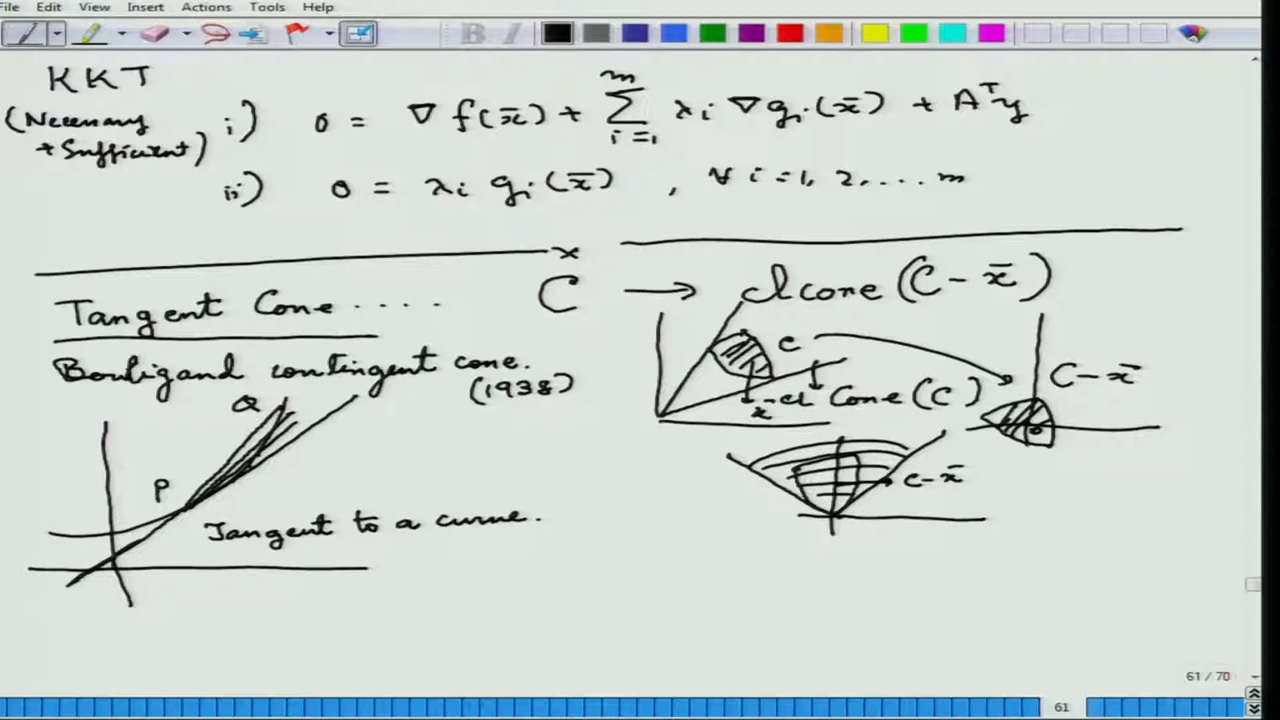 File Edit View Insert Actions Tools Help
B I
KKT
(Necessary + Sufficient)
i) 0 = ∇ f(x̄) + ∑_{i=1}^{m} λi ∇ gi(x̄) + Aᵀy
ii) 0 = λi gi(x̄) , ∀ i=1, 2, .... m
x
Tangent Cone ....
C → cl cone (C - x̄)
Bouligand contingent cone.
(1938)
C
cl Cone (C)
x̄
C - x̄
Q
P
Tangent to a curve.
C - x̄
61 / 70
61